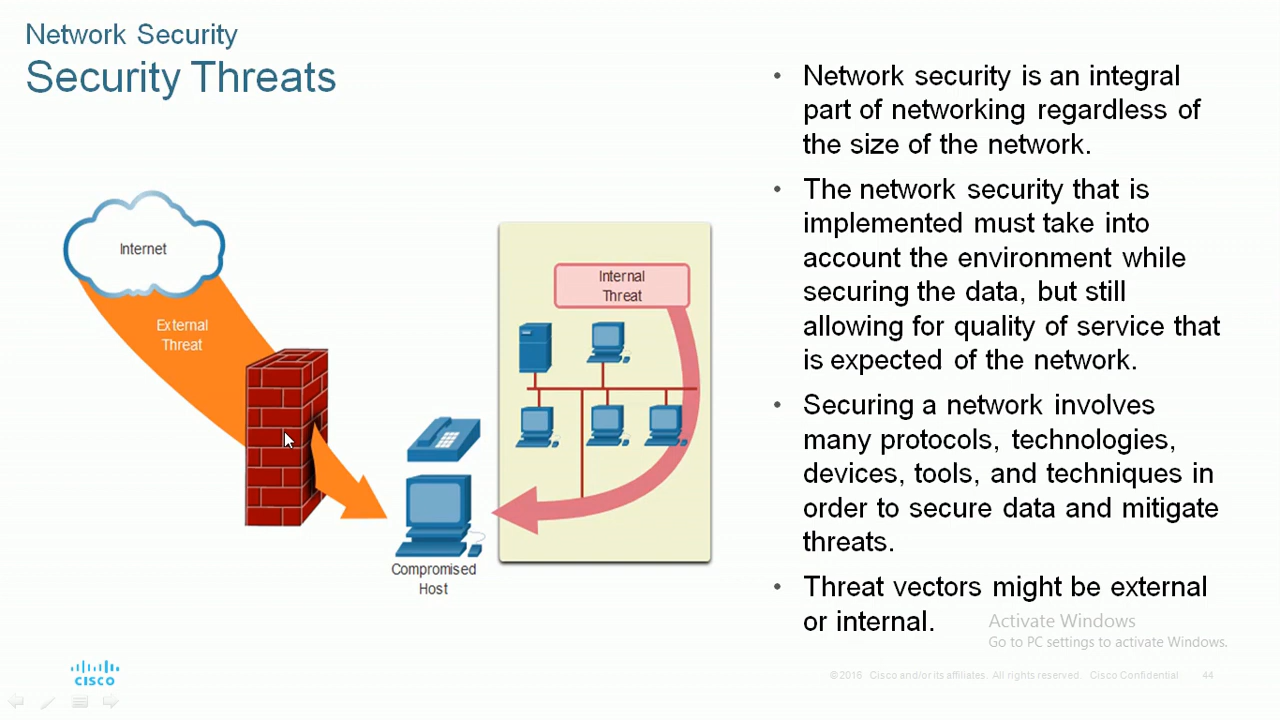 Network Security
Security Threats
Internet
External
Threat
Compromised
Host
Internal
Threat
• Network security is an integral
part of networking regardless of
the size of the network.
• The network security that is
implemented must take into
account the environment while
securing the data, but still
allowing for quality of service that
is expected of the network.
• Securing a network involves
many protocols, technologies,
devices, tools, and techniques in
order to secure data and mitigate
threats.
• Threat vectors might be external
or internal.
Activate Windows
Go to PC settings to activate Windows.
CISCO
© 2016 Cisco and/or its affiliates. All rights reserved. Cisco Confidential 44